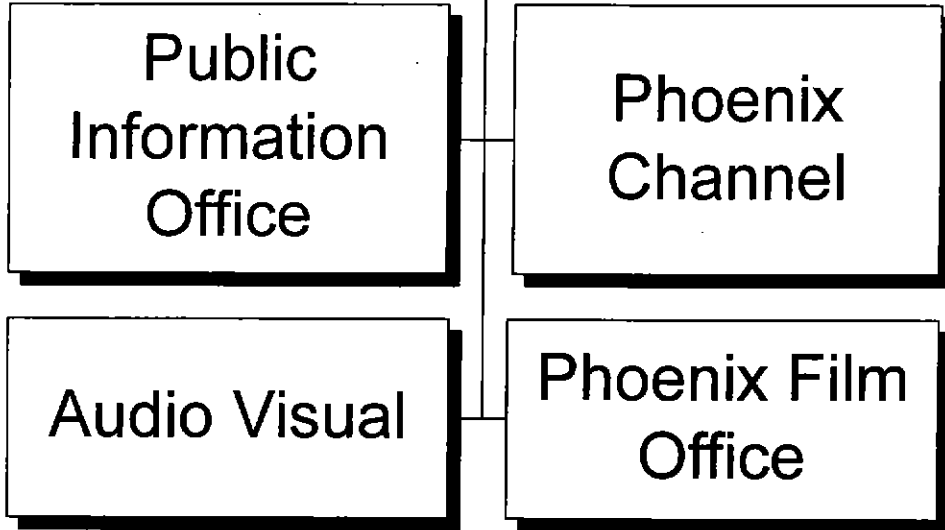 Public
Information
Office
Phoenix
Channel
Audio Visual
Phoenix Film
Office